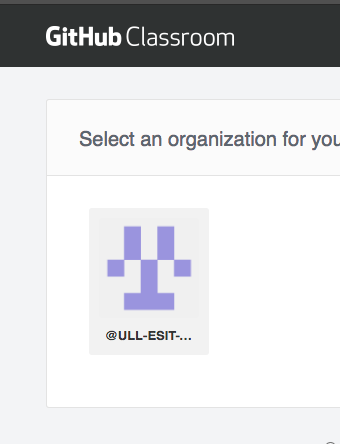 GitHub Classroom
Select an organization for you
@ULL-ESIT-...